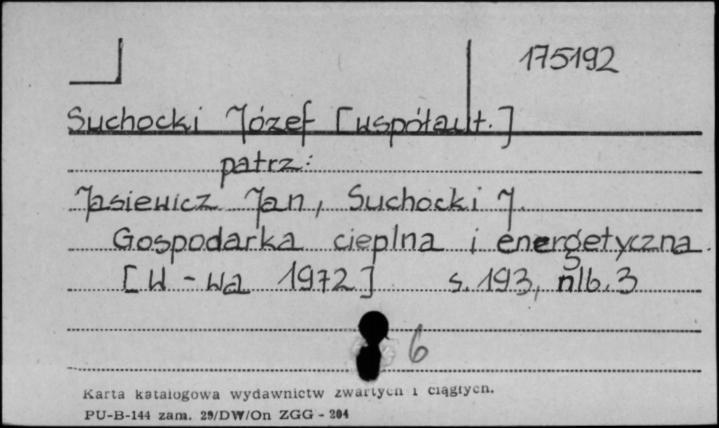 175192
Suchocki Józef [współaut.]
patrz:
Jasiewicz Jan, Suchocki J.
Gospodarka cieplna i energetyczna.
[W-wa 1972] s. 193, nlb. 3
6
Karta katalogowa wydawnictw zwartych i ciągłych.
PU-B-144 zam. 29/DW/On ZGG - 204